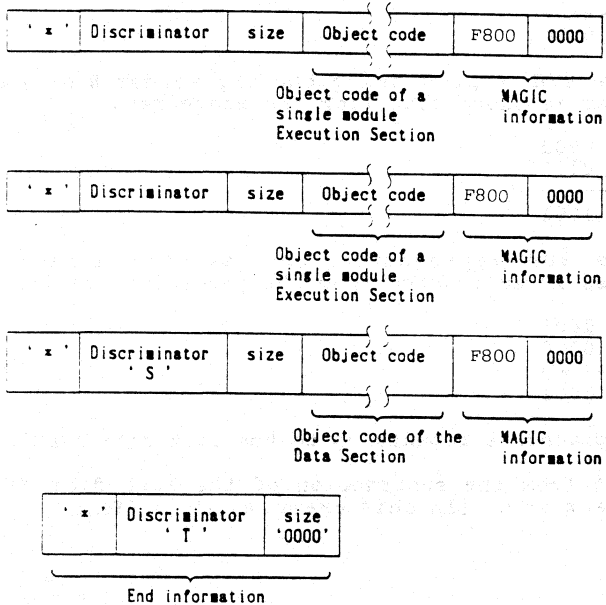 ' x ' Discriminator size Object code F800 0000
Object code of a MAGIC
single module information
Execution Section
' x ' Discriminator size Object code F800 0000
Object code of a MAGIC
single module information
Execution Section
' x ' Discriminator size Object code F800 0000
' S '
Object code of the MAGIC
Data Section information
' x ' Discriminator size
' T ' '0000'
End information